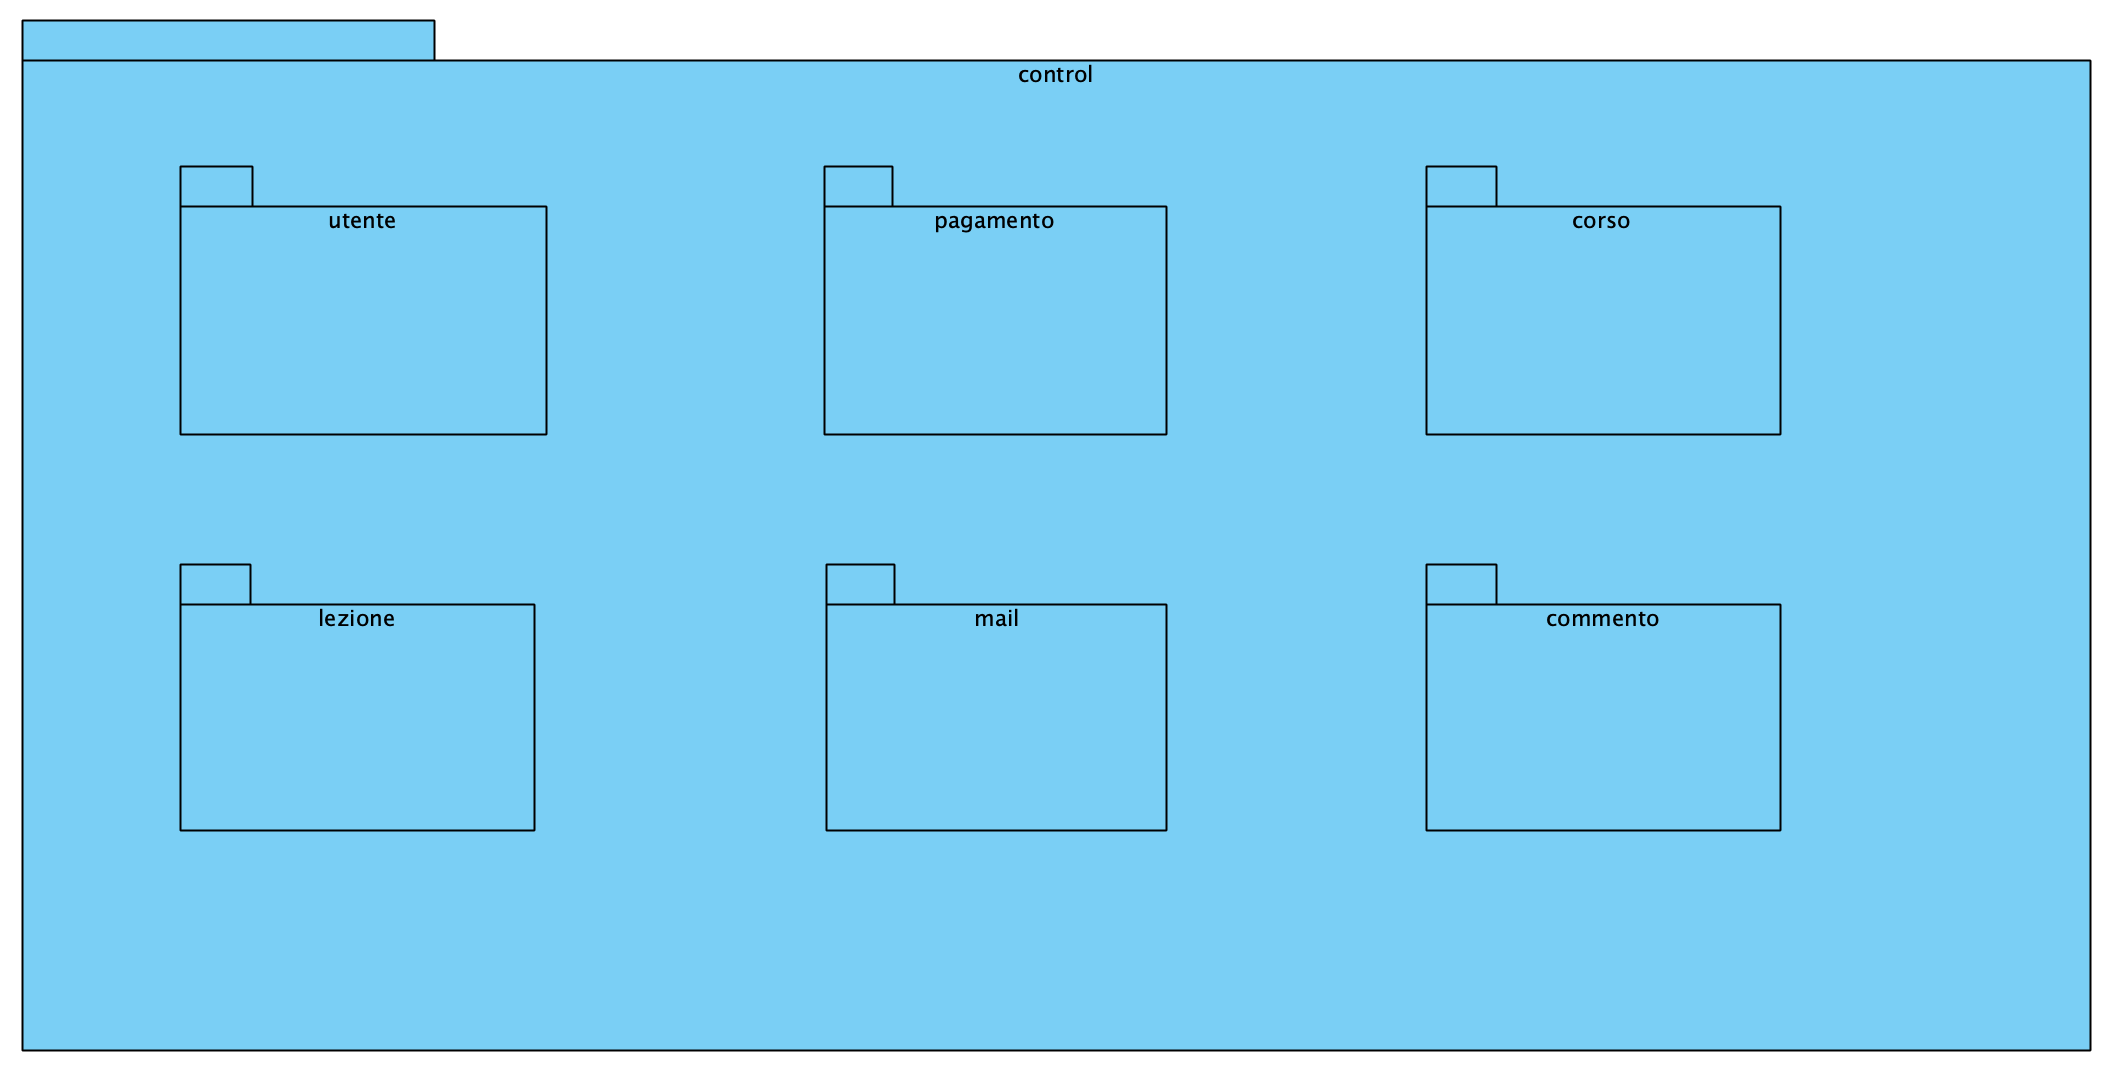 control
utente
pagamento
corso
lezione
mail
commento